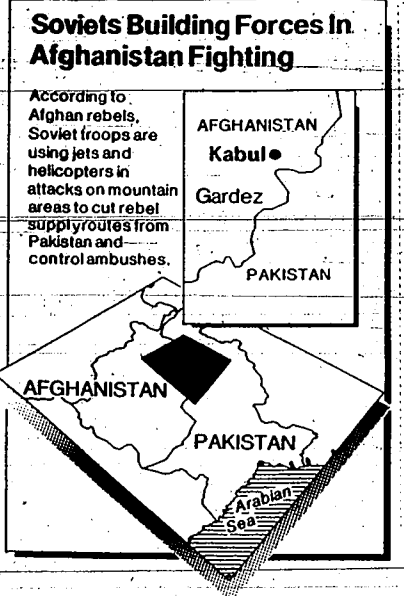 Soviets Building Forces In
Afghanistan Fighting
According to
Afghan rebels,
Soviet troops are
using jets and
helicopters in
attacks on mountain
areas to cut rebel
supply routes from
Pakistan and
control ambushes.
AFGHANISTAN
Kabul
Gardez
PAKISTAN
AFGHANISTAN
PAKISTAN
Arabian
Sea